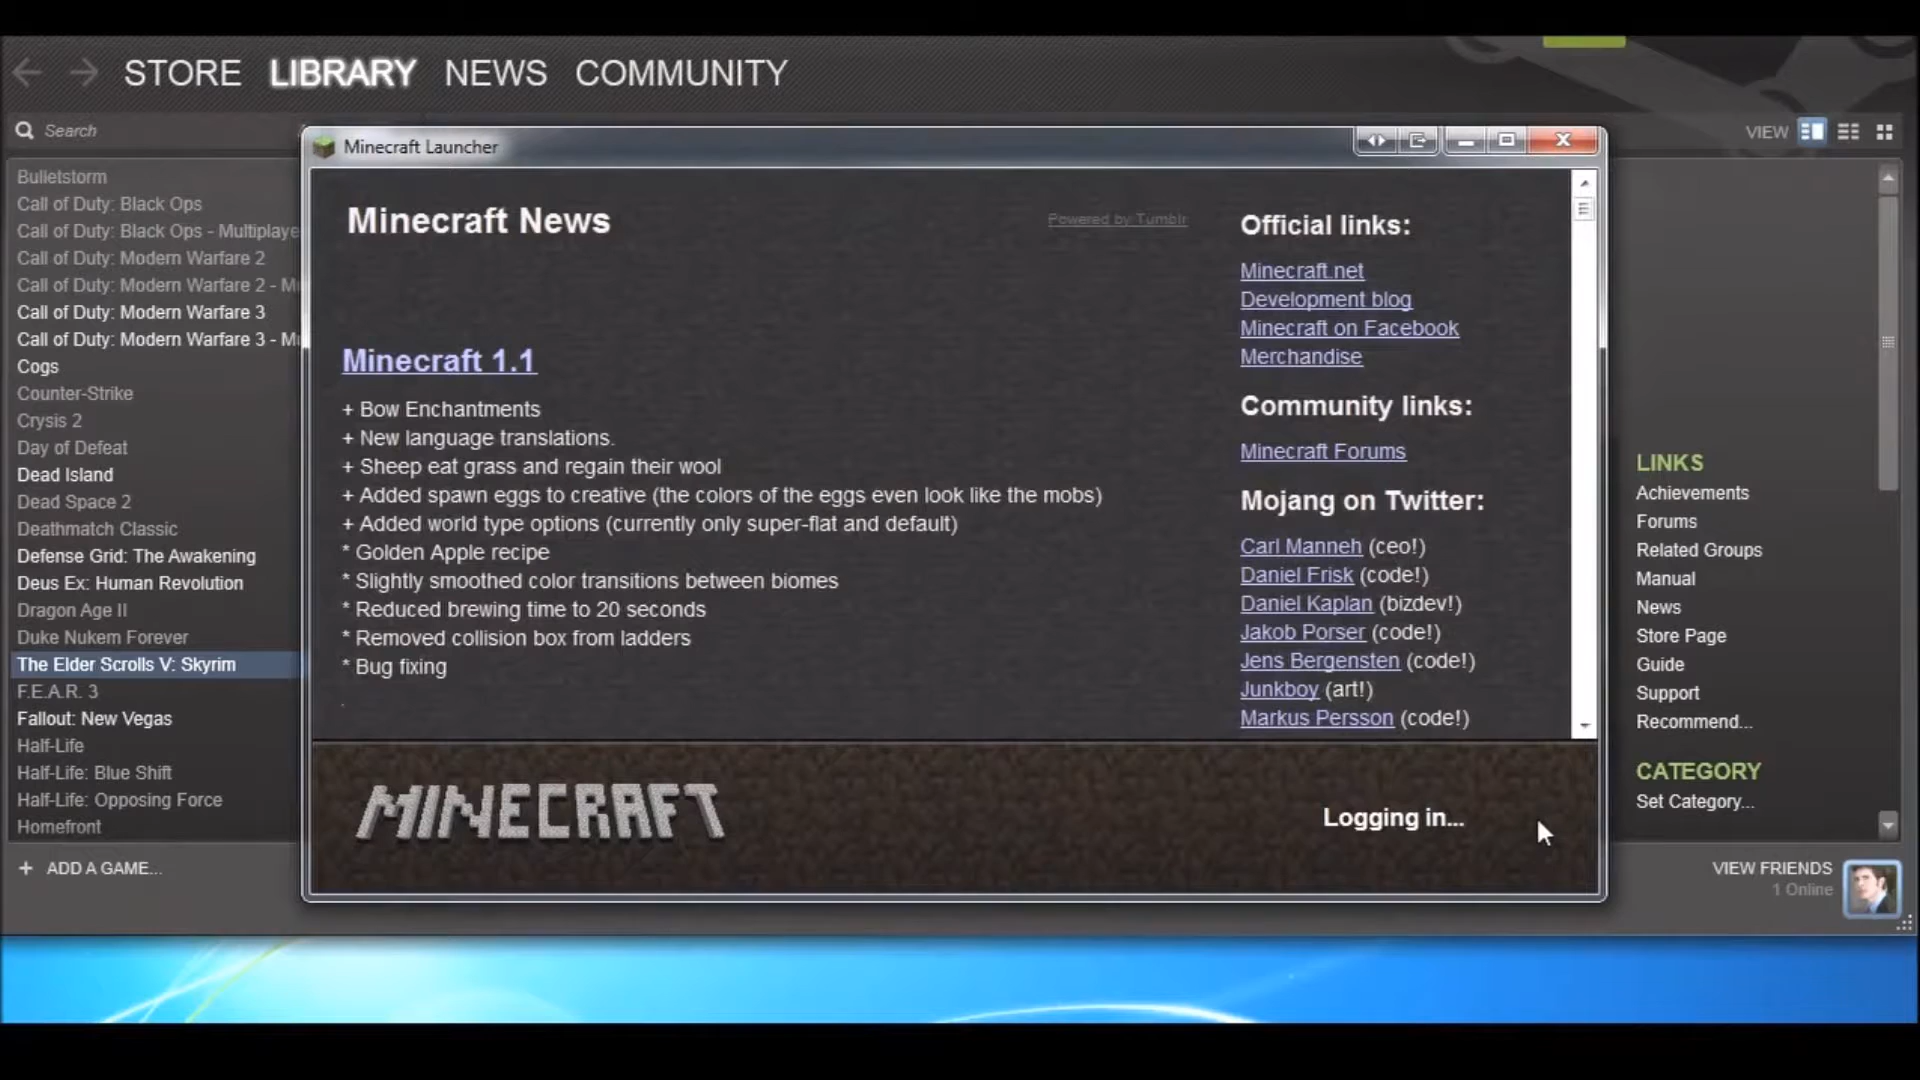 STORE LIBRARY NEWS COMMUNITY
Search
VIEW
Bulletstorm
Call of Duty: Black Ops
Call of Duty: Black Ops - Multiplaye
Call of Duty: Modern Warfare 2
Call of Duty: Modern Warfare 2 - Mu
Call of Duty: Modern Warfare 3
Call of Duty: Modern Warfare 3 - Mu
Cogs
Counter-Strike
Crysis 2
Day of Defeat
Dead Island
Dead Space 2
Deathmatch Classic
Defense Grid: The Awakening
Deus Ex: Human Revolution
Dragon Age II
Duke Nukem Forever
The Elder Scrolls V: Skyrim
F.E.A.R. 3
Fallout: New Vegas
Half-Life
Half-Life: Blue Shift
Half-Life: Opposing Force
Homefront
+ ADD A GAME...
Minecraft Launcher
Minecraft News
Powered by Tumblr
Minecraft 1.1
+ Bow Enchantments
+ New language translations.
+ Sheep eat grass and regain their wool
+ Added spawn eggs to creative (the colors of the eggs even look like the mobs)
+ Added world type options (currently only super-flat and default)
* Golden Apple recipe
* Slightly smoothed color transitions between biomes
* Reduced brewing time to 20 seconds
* Removed collision box from ladders
* Bug fixing
Official links:
Minecraft.net
Development blog
Minecraft on Facebook
Merchandise
Community links:
Minecraft Forums
Mojang on Twitter:
Carl Manneh (ceo!)
Daniel Frisk (code!)
Daniel Kaplan (bizdev!)
Jakob Porser (code!)
Jens Bergensten (code!)
Junkboy (art!)
Markus Persson (code!)
MINECRAFT
Logging in...
LINKS
Achievements
Forums
Related Groups
Manual
News
Store Page
Guide
Support
Recommend...
CATEGORY
Set Category...
VIEW FRIENDS
1 Online